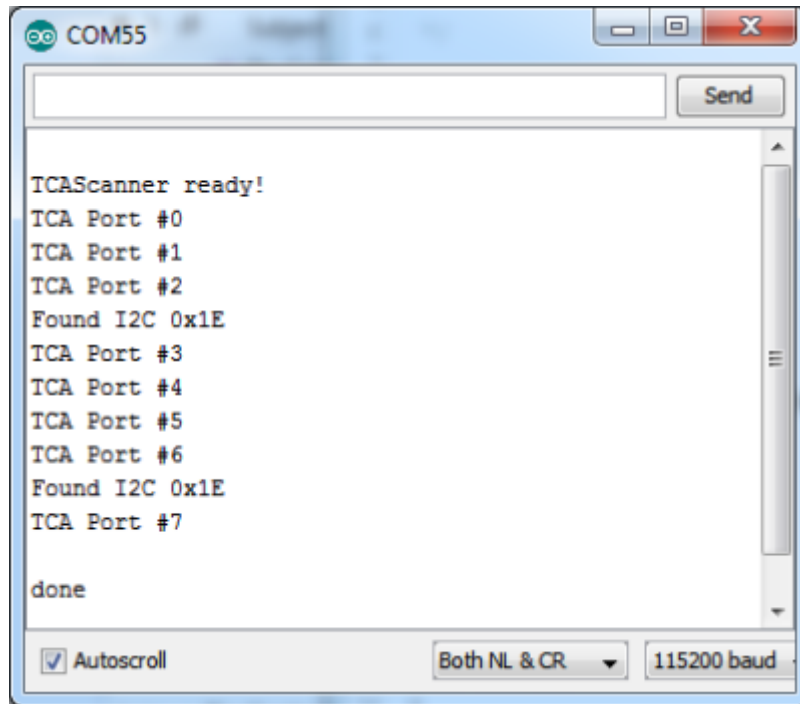 COM55
Send
TCAScanner ready!
TCA Port #0
TCA Port #1
TCA Port #2
Found I2C 0x1E
TCA Port #3
TCA Port #4
TCA Port #5
TCA Port #6
Found I2C 0x1E
TCA Port #7
done
Autoscroll Both NL & CR 115200 baud